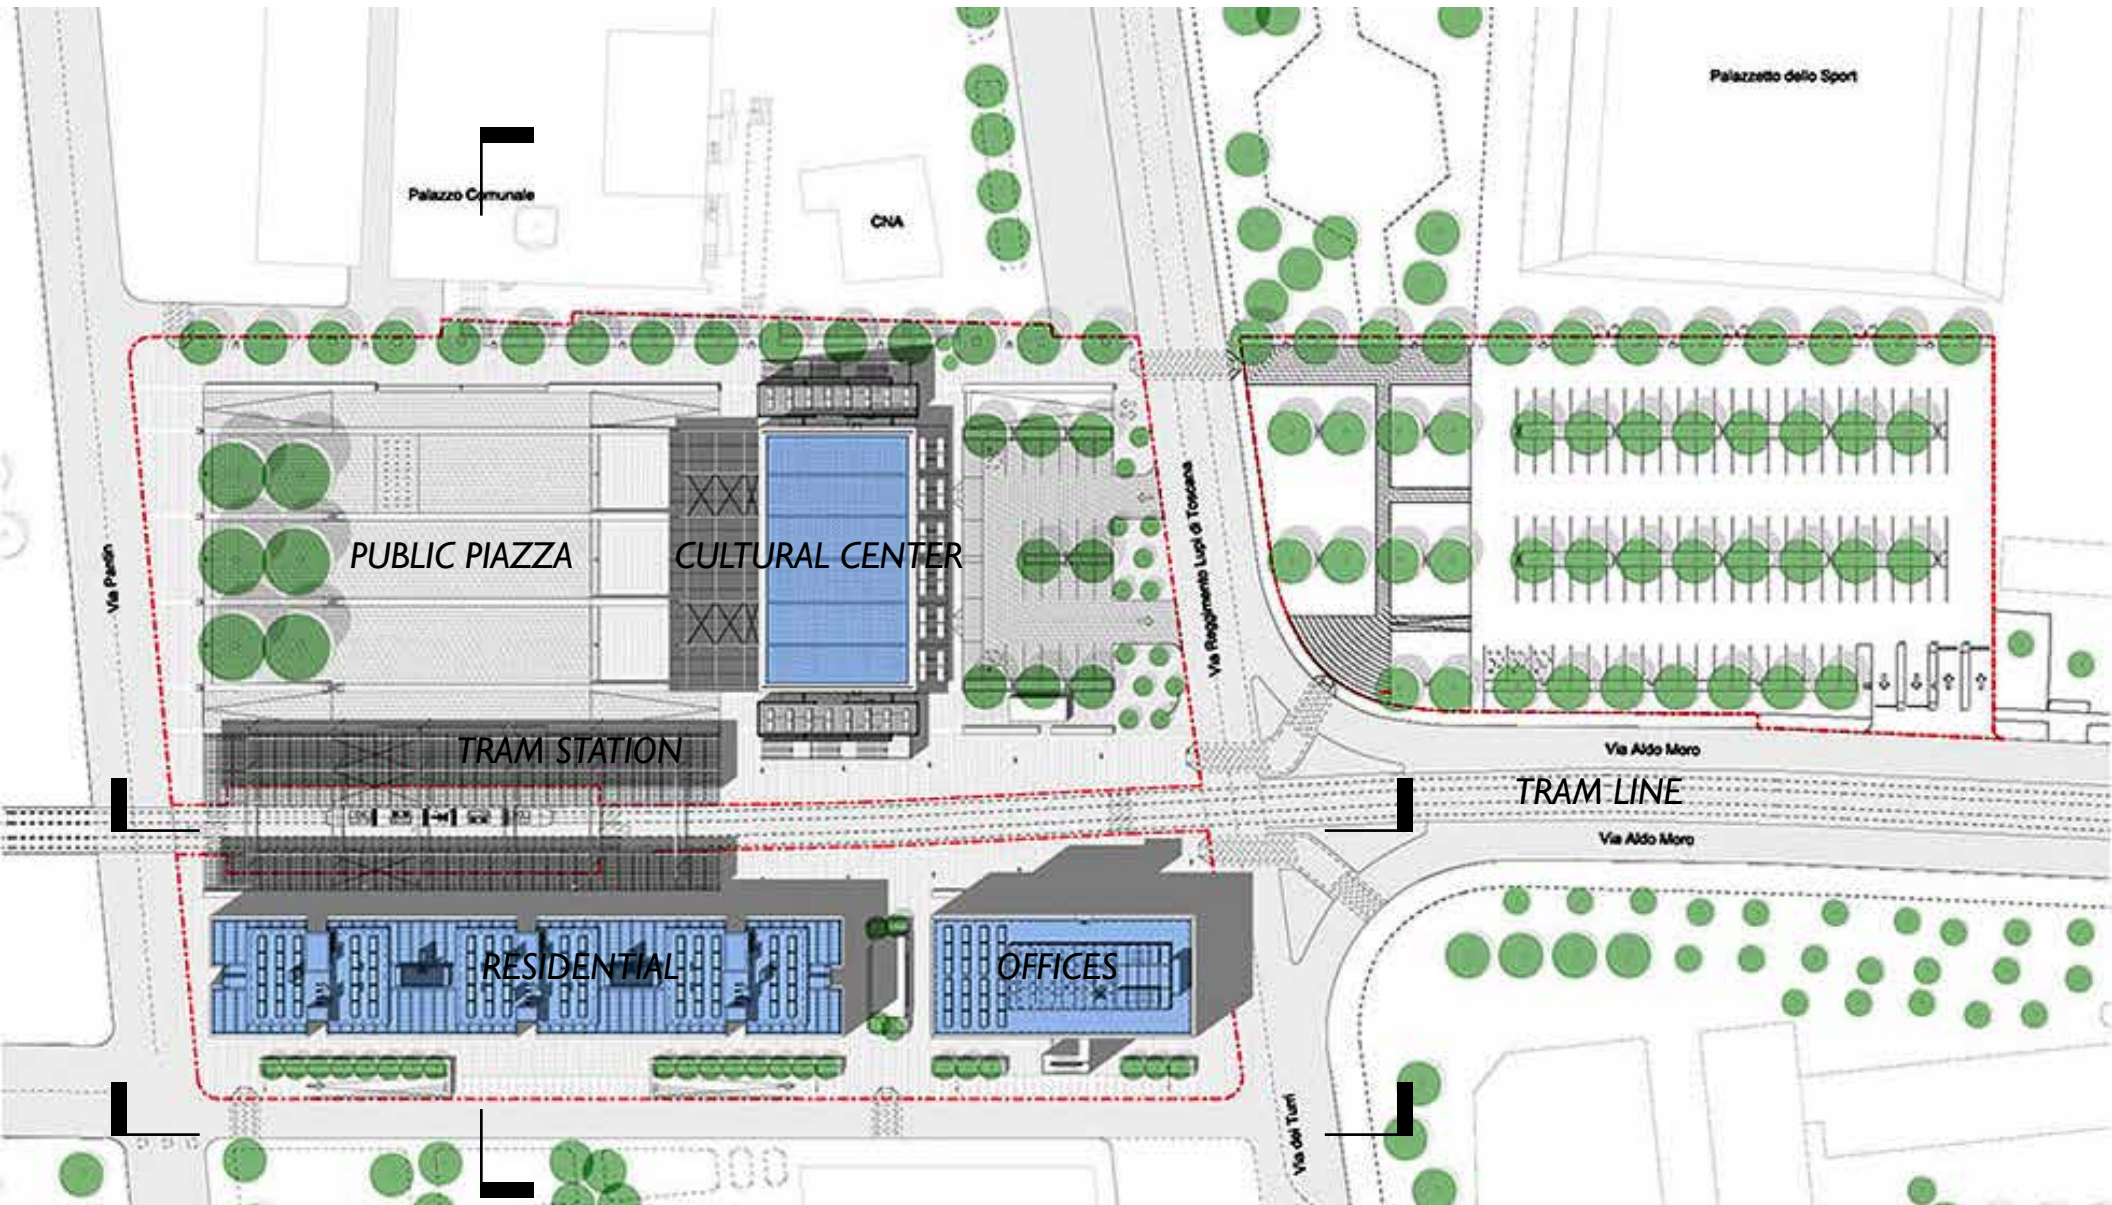 Palazzetto dello Sport
Palazzo Comunale
CNA
Via Pantin
PUBLIC PIAZZA
CULTURAL CENTER
Via Reggimento Lupi di Toscana
TRAM STATION
Via Aldo Moro
TRAM LINE
Via Aldo Moro
RESIDENTIAL
OFFICES
Via dei Turri